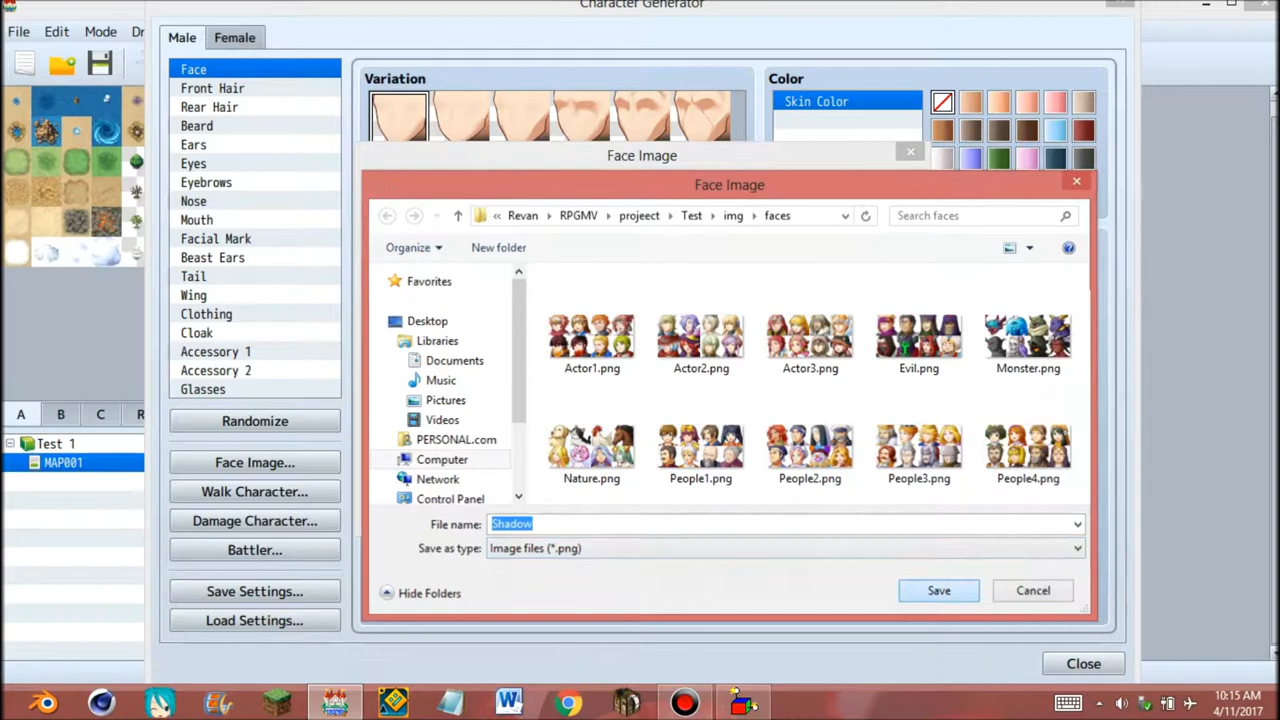 Character Generator
File Edit Mode Dr
Male Female
Face
Front Hair
Rear Hair
Beard
Ears
Eyes
Eyebrows
Nose
Mouth
Facial Mark
Beast Ears
Tail
Wing
Clothing
Cloak
Accessory 1
Accessory 2
Glasses
Randomize
Face Image...
Walk Character...
Damage Character...
Battler...
Save Settings...
Load Settings...
Variation
Color
Skin Color
Face Image
Face Image
« Revan RPGMV projeect Test img faces
Search faces
Organize
New folder
Favorites
Desktop
Libraries
Documents
Music
Pictures
Videos
PERSONAL.com
Computer
Network
Control Panel
Actor1.png
Actor2.png
Actor3.png
Evil.png
Monster.png
Nature.png
People1.png
People2.png
People3.png
People4.png
File name: Shadow
Save as type: Image files (*.png)
Hide Folders
Save
Cancel
Close
A B C R
Test 1
MAP001
10:15 AM
4/11/2017